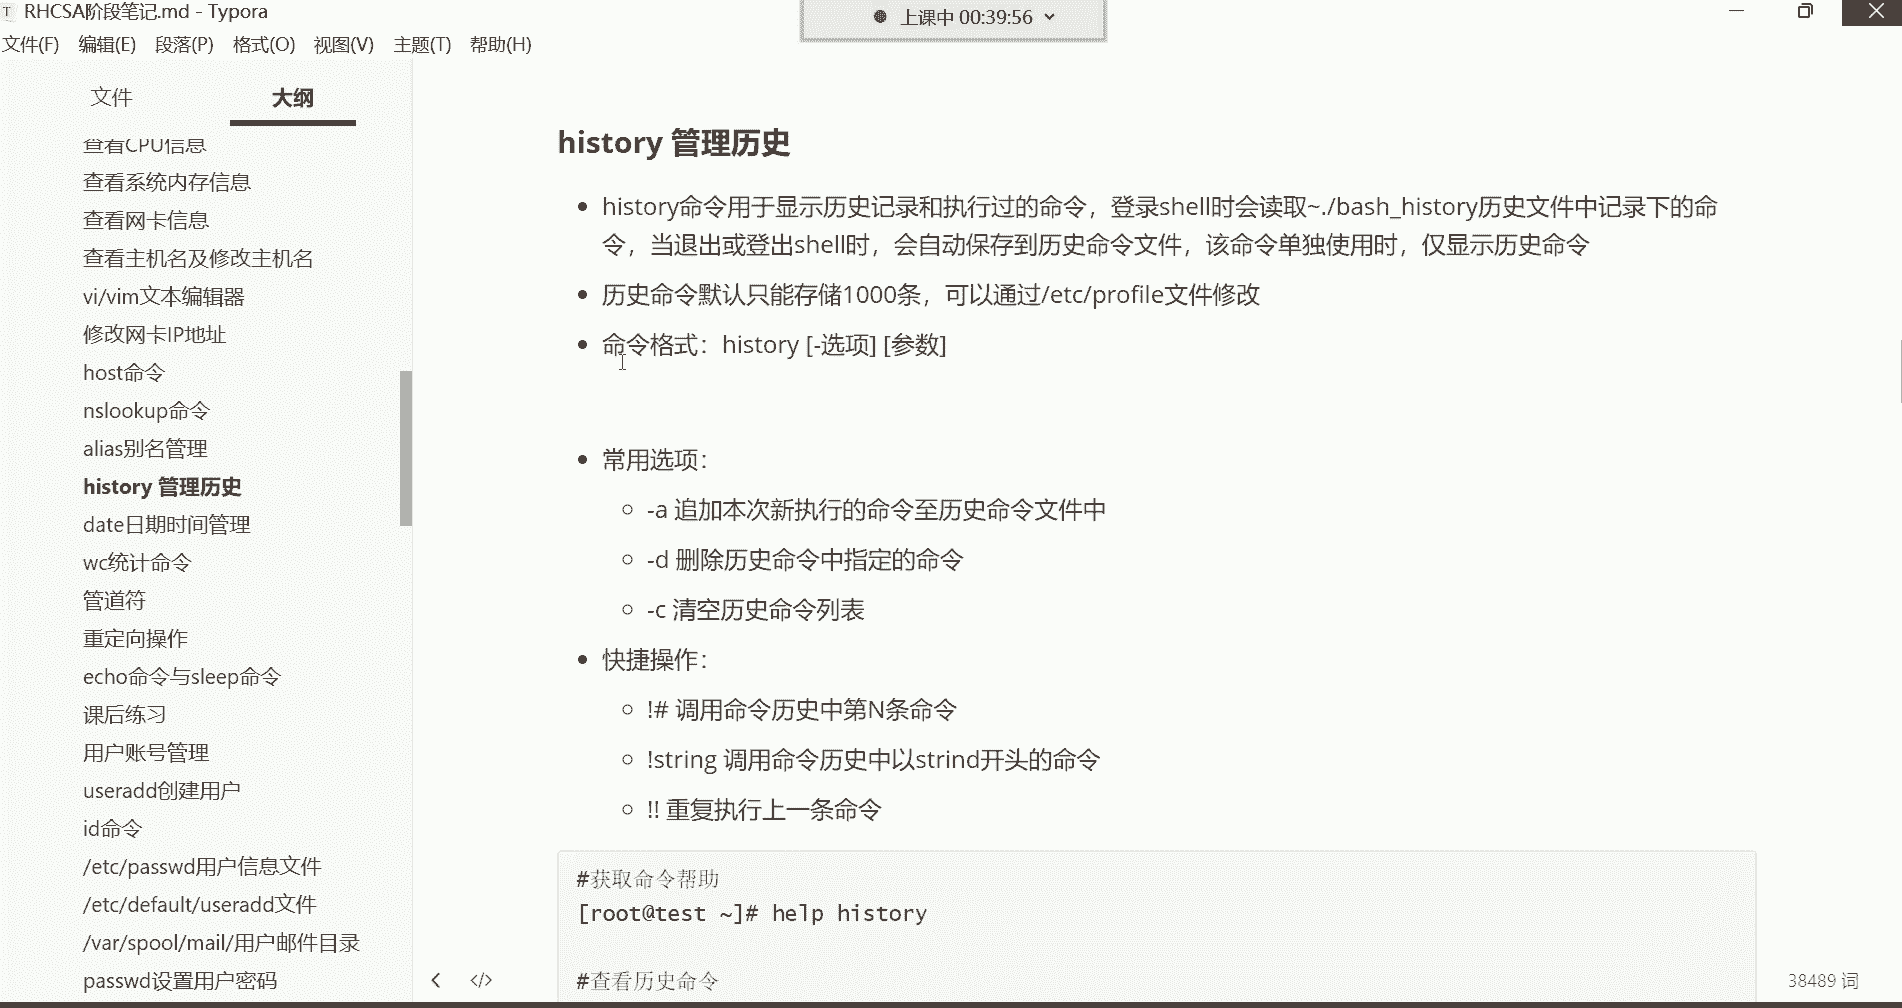 RHCSA阶段笔记.md - Typora
上课中 00:39:56
文件(F) 编辑(E) 段落(P) 格式(O) 视图(V) 主题(T) 帮助(H)
文件 大纲
查看CPU信息
查看系统内存信息
查看网卡信息
查看主机名及修改主机名
vi/vim文本编辑器
修改网卡IP地址
host命令
nslookup命令
alias别名管理
history 管理历史
date日期时间管理
wc统计命令
管道符
重定向操作
echo命令与sleep命令
课后练习
用户账号管理
useradd创建用户
id命令
/etc/passwd用户信息文件
/etc/default/useradd文件
/var/spool/mail/用户邮件目录
passwd设置用户密码
history 管理历史
history命令用于显示历史记录和执行过的命令，登录shell时会读取~./bash_history历史文件中记录下的命
令，当退出或登出shell时，会自动保存到历史命令文件，该命令单独使用时，仅显示历史命令
历史命令默认只能存储1000条，可以通过/etc/profile文件修改
命令格式：history [-选项] [参数]
常用选项：
-a 追加本次新执行的命令至历史命令文件中
-d 删除历史命令中指定的命令
-c 清空历史命令列表
快捷操作：
!# 调用命令历史中第N条命令
!string 调用命令历史中以strind开头的命令
!! 重复执行上一条命令
#获取命令帮助
[root@test ~]# help history
#查看历史命令
38489 词